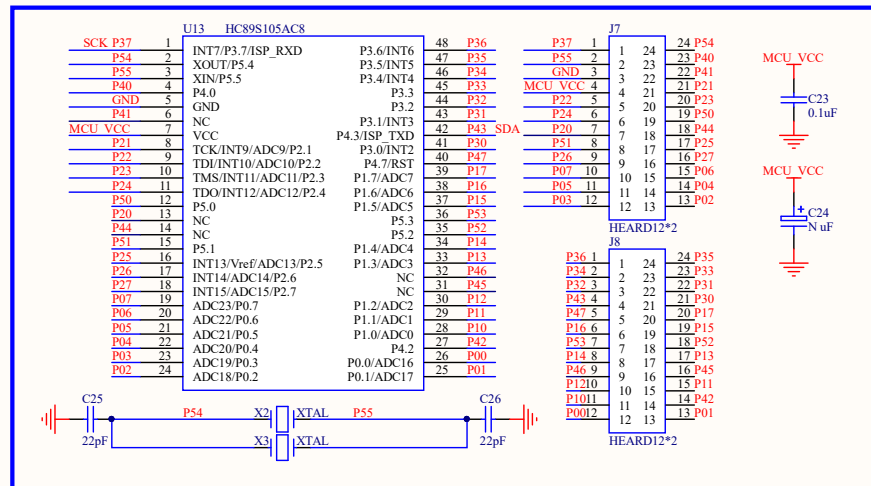 U13 HC89S105AC8
SCK P37 1 INT7/P3.7/ISP_RXD P3.6/INT6 48 P36
P54 2 XOUT/P5.4 P3.5/INT5 47 P35
P55 3 XIN/P5.5 P3.4/INT4 46 P34
P40 4 P4.0 P3.3 45 P33
GND 5 GND P3.2 44 P32
P41 6 NC P3.1/INT3 43 P31
MCU_VCC 7 VCC P4.3/ISP_TXD 42 P43 SDA
P21 8 TCK/INT9/ADC9/P2.1 P3.0/INT2 41 P30
P22 9 TDI/INT10/ADC10/P2.2 P4.7/RST 40 P47
P23 10 TMS/INT11/ADC11/P2.3 P1.7/ADC7 39 P17
P24 11 TDO/INT12/ADC12/P2.4 P1.6/ADC6 38 P16
P50 12 P5.0 P1.5/ADC5 37 P15
P20 13 NC P5.3 36 P53
P44 14 NC P5.2 35 P52
P51 15 P5.1 P1.4/ADC4 34 P14
P25 16 INT13/Vref/ADC13/P2.5 P1.3/ADC3 33 P13
P26 17 INT14/ADC14/P2.6 NC 32 P46
P27 18 INT15/ADC15/P2.7 NC 31 P45
P07 19 ADC23/P0.7 P1.2/ADC2 30 P12
P06 20 ADC22/P0.6 P1.1/ADC1 29 P11
P05 21 ADC21/P0.5 P1.0/ADC0 28 P10
P04 22 ADC20/P0.4 P4.2 27 P42
P03 23 ADC19/P0.3 P0.0/ADC16 26 P00
P02 24 ADC18/P0.2 P0.1/ADC17 25 P01
C25 P54 X2 XTAL P55 C26
22pF X3 XTAL 22pF
J7
P37 1 1 24 24 P54
P55 2 2 23 23 P40
GND 3 3 22 22 P41
MCU_VCC 4 4 21 21 P21
P22 5 5 20 20 P23
P24 6 6 19 19 P50
P20 7 7 18 18 P44
P51 8 8 17 17 P25
P26 9 9 16 16 P27
P07 10 10 15 15 P06
P05 11 11 14 14 P04
P03 12 12 13 13 P02
HEARD12*2
J8
P36 1 1 24 24 P35
P34 2 2 23 23 P33
P32 3 3 22 22 P31
P43 4 4 21 21 P30
P47 5 5 20 20 P17
P16 6 6 19 19 P15
P53 7 7 18 18 P52
P14 8 8 17 17 P13
P46 9 9 16 16 P45
P12 10 10 15 15 P11
P10 11 11 14 14 P42
P00 12 12 13 13 P01
HEARD12*2
MCU_VCC
C23
0.1uF
MCU_VCC
+
C24
N uF